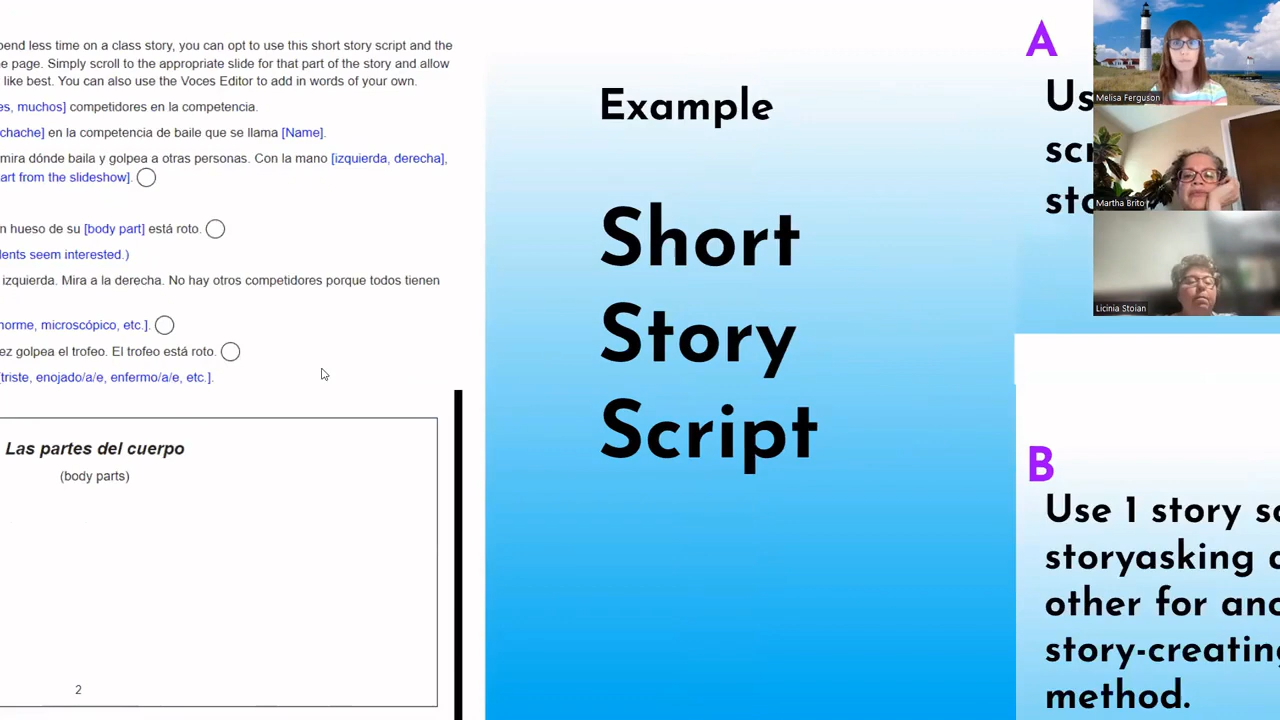 pend less time on a class story, you can opt to use this short story script and the
e page. Simply scroll to the appropriate slide for that part of the story and allow
like best. You can also use the Voces Editor to add in words of your own.
es, muchos] competidores en la competencia.
chache] en la competencia de baile que se llama [Name].
mira dónde baila y golpea a otras personas. Con la mano [izquierda, derecha],
art from the slideshow].
n hueso de su [body part] está roto.
dents seem interested.)
izquierda. Mira a la derecha. No hay otros competidores porque todos tienen
norme, microscópico, etc.].
ez golpea el trofeo. El trofeo está roto.
triste, enojado/a/e, enfermo/a/e, etc.].
Las partes del cuerpo
(body parts)
2
Example
Short
Story
Script
A
Us
scr
sto
B
Use 1 story sc
storyasking
other for ano
story-creating
method.
Melisa Ferguson
Martha Brito
Licinia Stoian